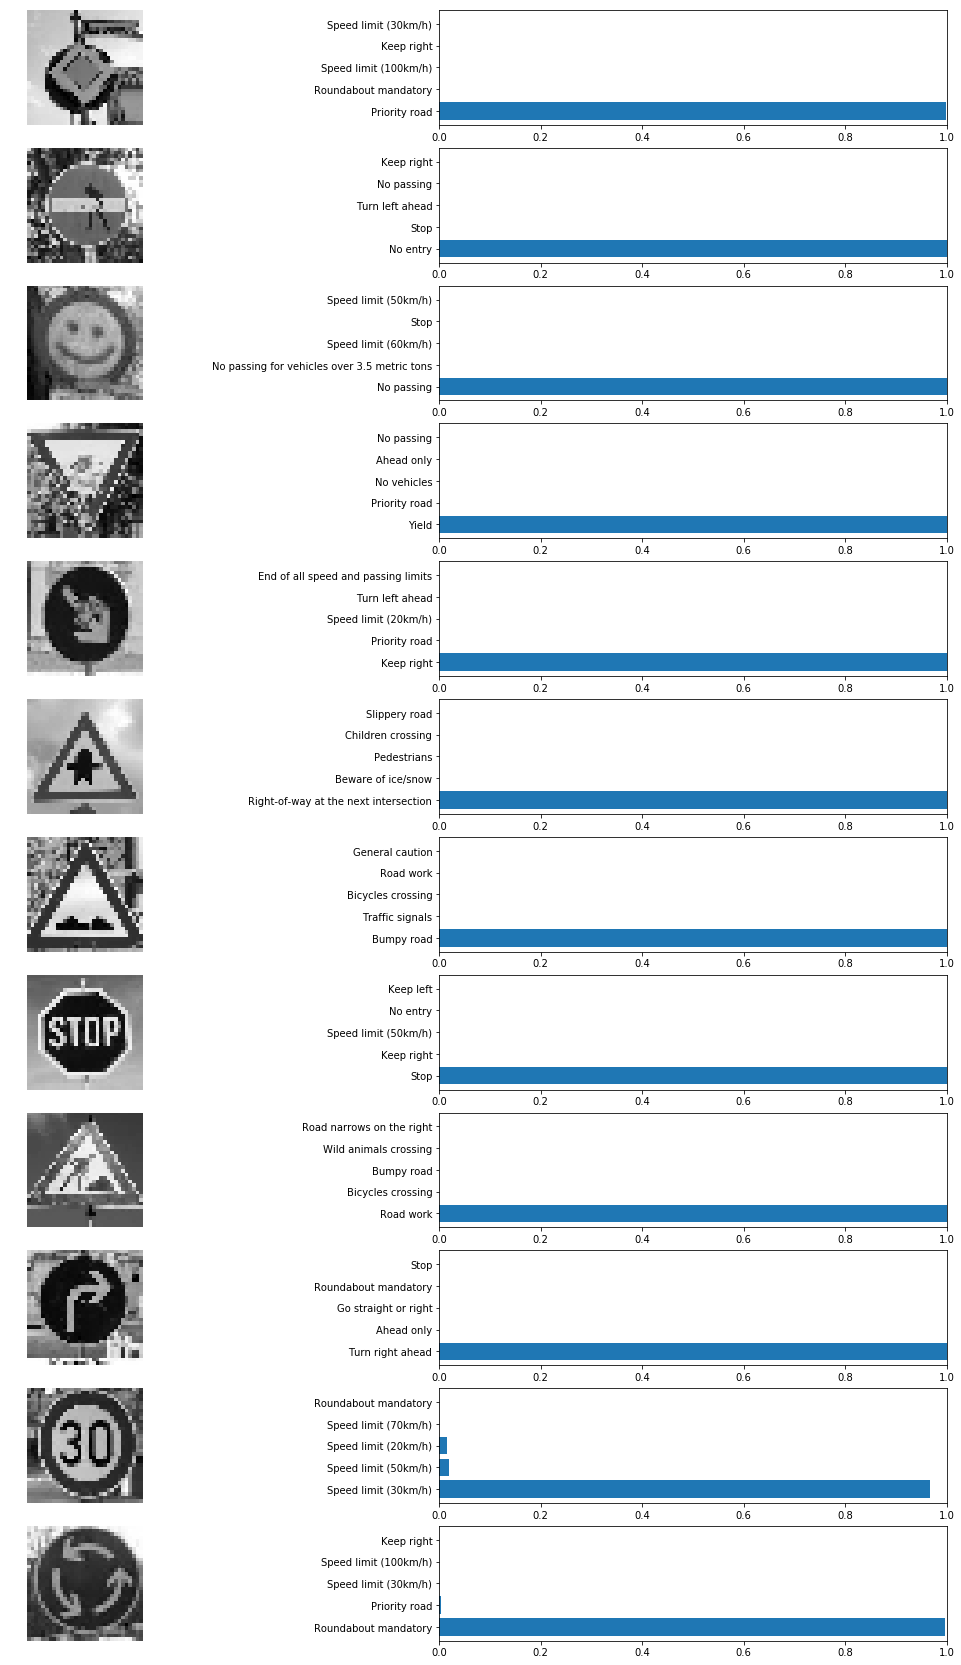 Speed limit (30km/h)
Keep right
Speed limit (100km/h)
Roundabout mandatory
Priority road
0.0 0.2 0.4 0.6 0.8 1.0
Keep right
No passing
Turn left ahead
Stop
No entry
0.0 0.2 0.4 0.6 0.8 1.0
Speed limit (50km/h)
Stop
Speed limit (60km/h)
No passing for vehicles over 3.5 metric tons
No passing
0.0 0.2 0.4 0.6 0.8 1.0
No passing
Ahead only
No vehicles
Priority road
Yield
0.0 0.2 0.4 0.6 0.8 1.0
End of all speed and passing limits
Turn left ahead
Speed limit (20km/h)
Priority road
Keep right
0.0 0.2 0.4 0.6 0.8 1.0
Slippery road
Children crossing
Pedestrians
Beware of ice/snow
Right-of-way at the next intersection
0.0 0.2 0.4 0.6 0.8 1.0
General caution
Road work
Bicycles crossing
Traffic signals
Bumpy road
0.0 0.2 0.4 0.6 0.8 1.0
STOP
Keep left
No entry
Speed limit (50km/h)
Keep right
Stop
0.0 0.2 0.4 0.6 0.8 1.0
Road narrows on the right
Wild animals crossing
Bumpy road
Bicycles crossing
Road work
0.0 0.2 0.4 0.6 0.8 1.0
Stop
Roundabout mandatory
Go straight or right
Ahead only
Turn right ahead
0.0 0.2 0.4 0.6 0.8 1.0
30
Roundabout mandatory
Speed limit (70km/h)
Speed limit (20km/h)
Speed limit (50km/h)
Speed limit (30km/h)
0.0 0.2 0.4 0.6 0.8 1.0
Keep right
Speed limit (100km/h)
Speed limit (30km/h)
Priority road
Roundabout mandatory
0.0 0.2 0.4 0.6 0.8 1.0